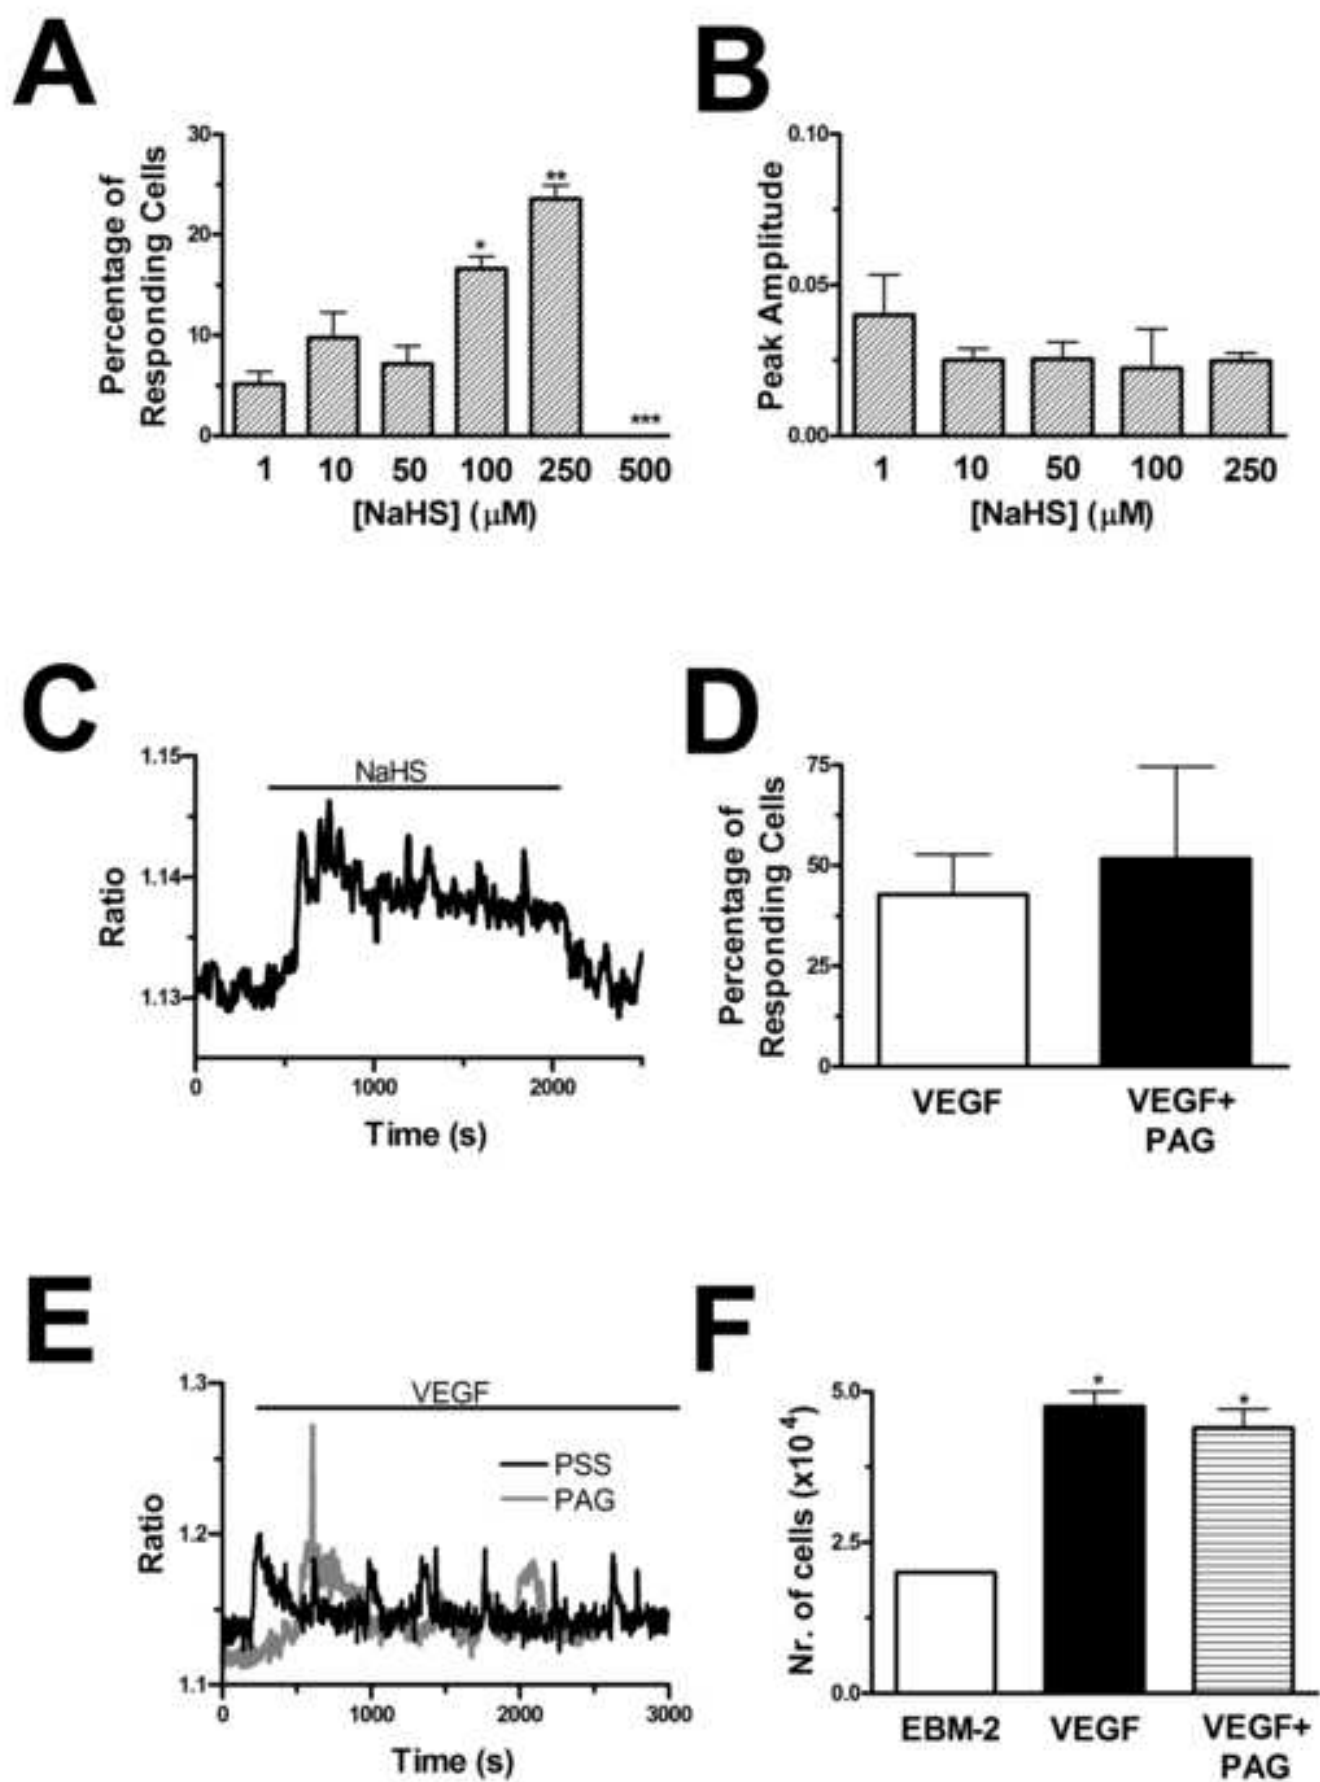 A
B
Percentage of
Responding Cells
30
20
10
0
*
**
***
1 10 50 100 250 500
[NaHS] (μM)
Peak Amplitude
0.10
0.05
0.00
1 10 50 100 250
[NaHS] (μM)
C
D
Ratio
1.15
1.14
1.13
NaHS
0 1000 2000
Time (s)
Percentage of
Responding Cells
75
50
25
0
VEGF
VEGF+
PAG
E
F
Ratio
1.3
1.2
1.1
VEGF
PSS
PAG
0 1000 2000 3000
Time (s)
Nr. of cells (x10⁻⁴)
5.0
2.5
0.0
*
*
EBM-2 VEGF VEGF+
PAG